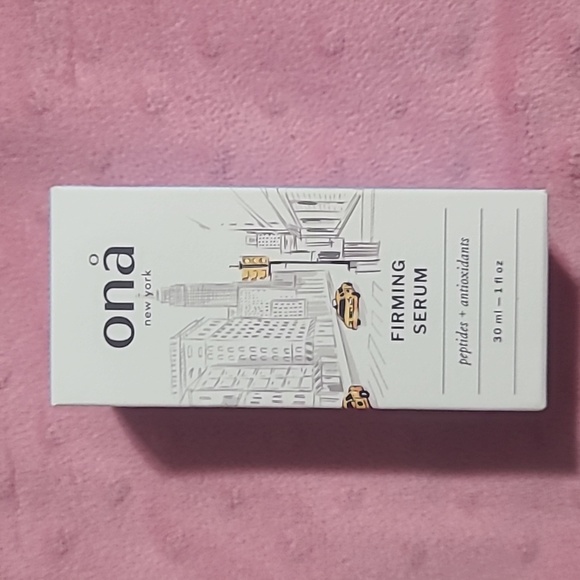 onå
new york
FIRMING
SERUM
peptides + antioxidants
30 ml — 1 fl oz